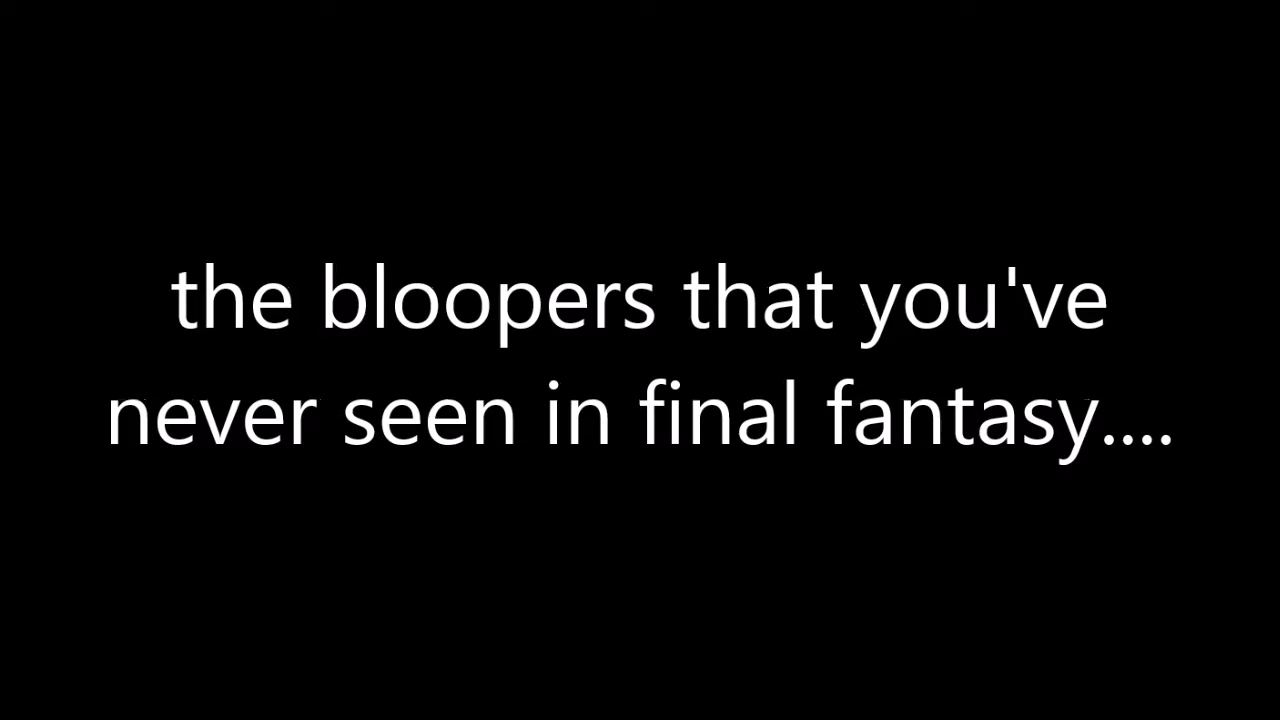 the bloopers that you've
never seen in final fantasy....